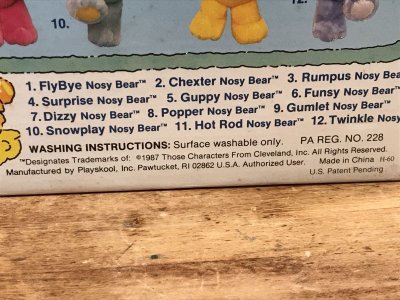 10.
12.
1. FlyBye Nosy Bear™ 2. Chexter Nosy Bear™ 3. Rumpus Nosy Bea
4. Surprise Nosy Bear™ 5. Guppy Nosy Bear™ 6. Funsy Nosy Bear
7. Dizzy Nosy Bear™ 8. Popper Nosy Bear™ 9. Gumlet Nosy Bear™
10. Snowplay Nosy Bear™ 11. Hot Rod Nosy Bear™ 12. Twinkle Nosy
WASHING INSTRUCTIONS: Surface washable only. PA REG. NO. 228
™Designates Trademarks of: ©1987 Those Characters From Cleveland, Inc. All Rights Reserved.
Manufactured by Playskool, Inc. Pawtucket, RI 02862 U.S.A. Authorized User. Made in China H-60
U.S. Patent Pending